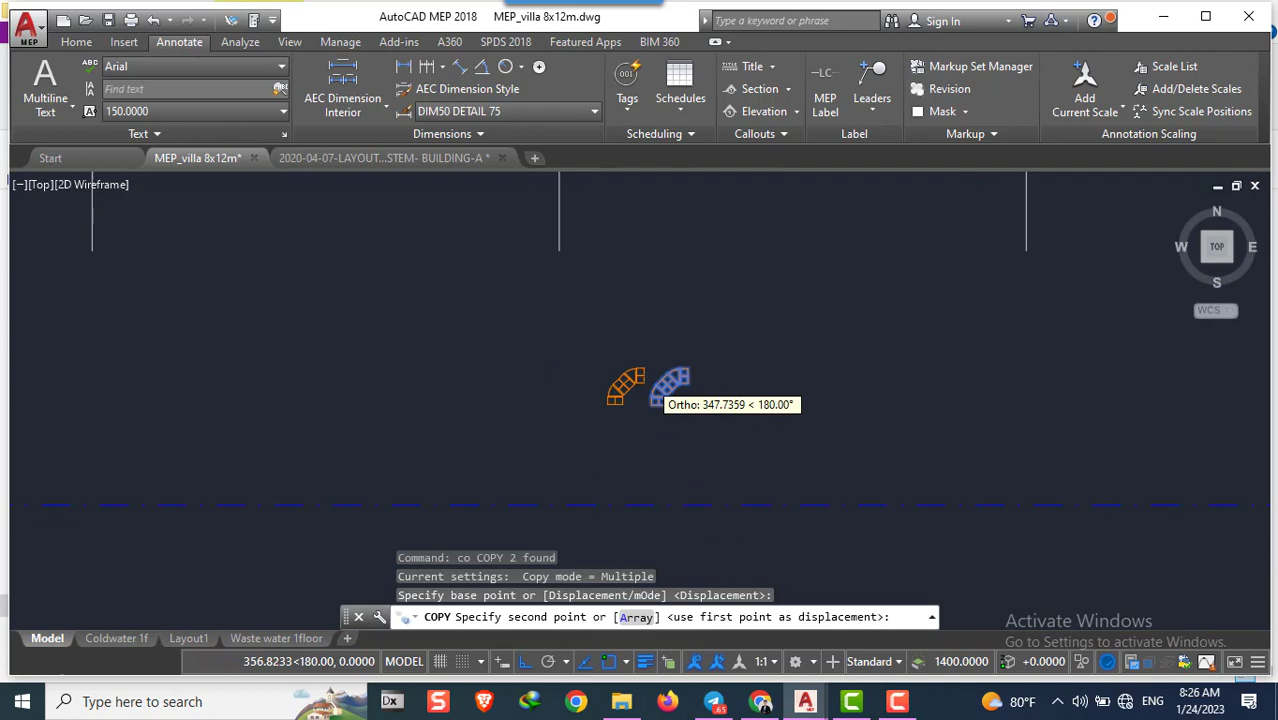 AutoCAD MEP 2018 MEP_villa 8x12m.dwg
Type a keyword or phrase
Sign In
MEP
Home Insert Annotate Analyze View Manage Add-ins A360 SPDS 2018 Featured Apps BIM 360
Multiline Text
Arial
Find text
150.0000
Text
AEC Dimension Interior
AEC Dimension Style
DIM50 DETAIL 75
Dimensions
Tags
Schedules
Scheduling
Title
Section
Elevation
Callouts
MEP Label
Leaders
Label
Markup Set Manager
Revision
Mask
Markup
Add Current Scale
Scale List
Add/Delete Scales
Sync Scale Positions
Annotation Scaling
Start MEP_villa 8x12m* 2020-04-07-LAYOUT...STEM- BUILDING-A *
[−][Top][2D Wireframe]
N
W TOP E
S
WCS
Ortho: 347.7359 < 180.00°
Command: co COPY 2 found
Current settings: Copy mode = Multiple
Specify base point or [Displacement/mOde] <Displacement>:
COPY Specify second point or [Array] <use first point as displacement>:
Activate Windows
Go to Settings to activate Windows.
Model Coldwater 1f Layout1 Waste water 1floor
356.8233<180.00, 0.0000 MODEL 1:1 Standard 1400.0000 +0.0000
Type here to search
80°F ENG
8:26 AM
1/24/2023